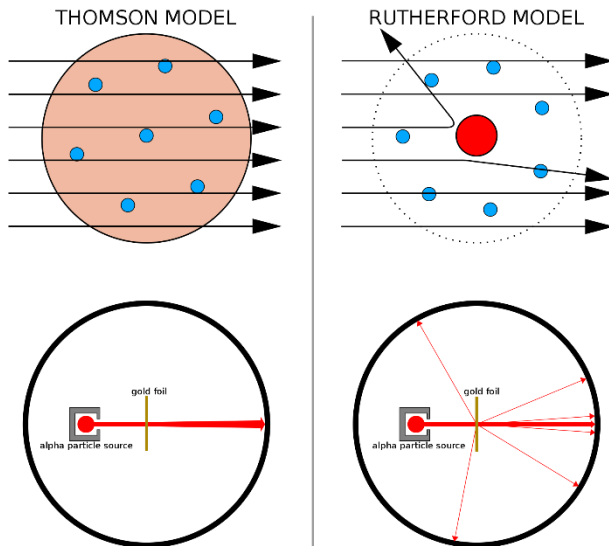 THOMSON MODEL
RUTHERFORD MODEL
gold foil
alpha particle source
gold foil
alpha particle source